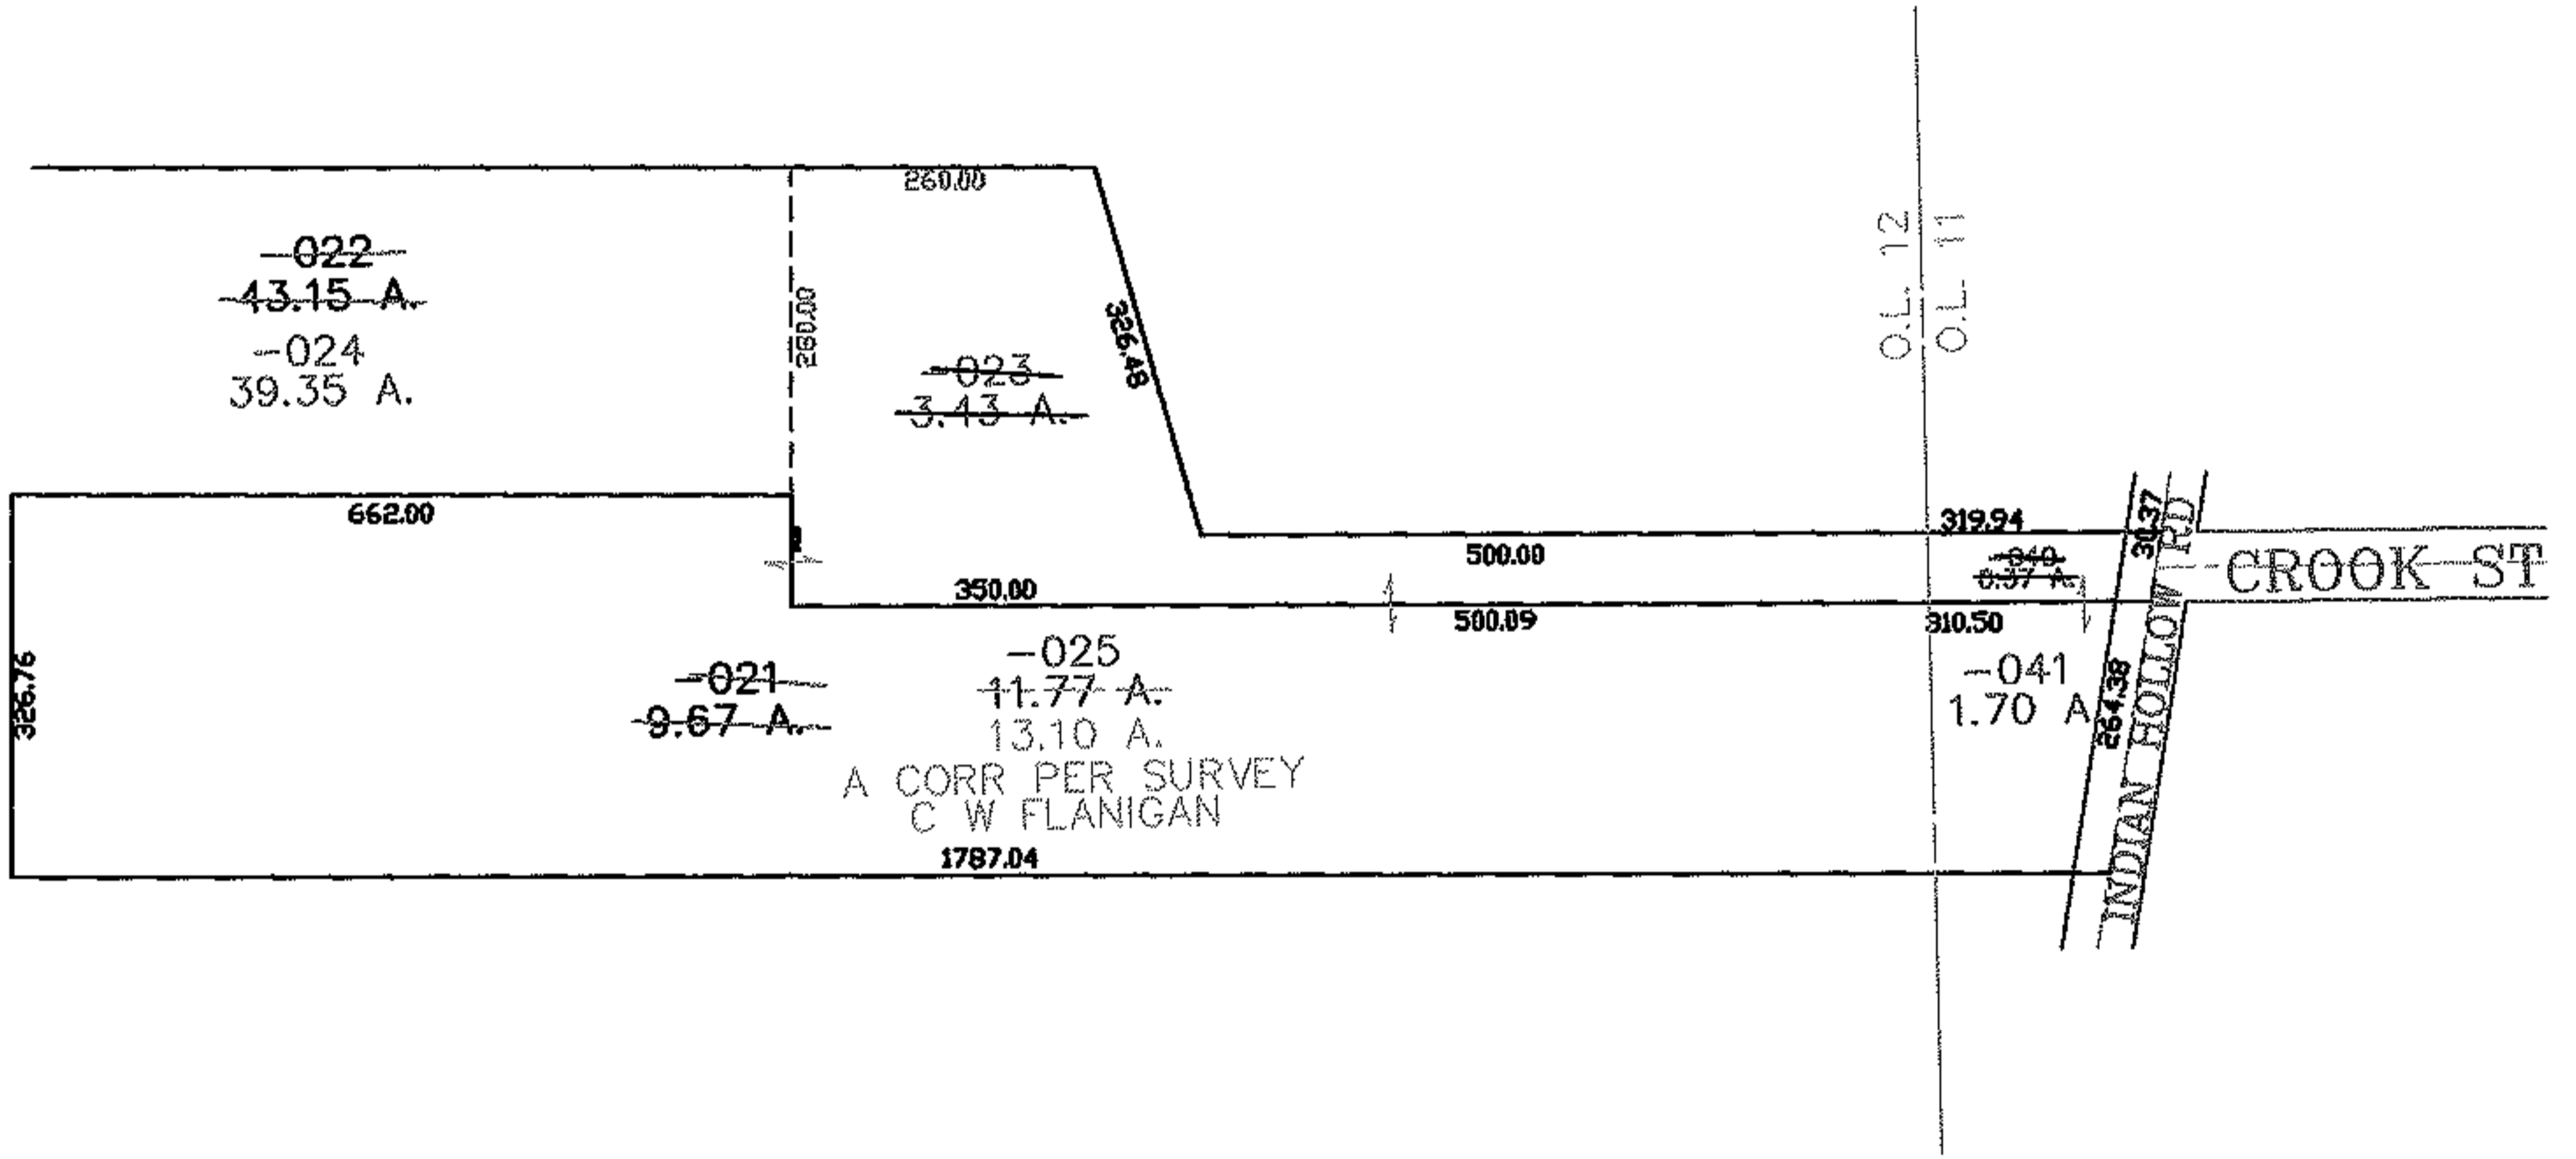 260.00
-022
43.15 A.
-024
39.35 A.
280.00
326.48
-023
3.43 A.
O.L. 12
O.L. 11
662.00
319.94
500.00
30.37
-040
0.37 A.
CROOK ST
350.00
500.09
310.50
INDIAN HOLLOW RD
326.76
-021
9.67 A.
-025
11.77 A.
13.10 A.
A CORR PER SURVEY
C W FLANIGAN
-041
1.70 A
264.38
1787.04